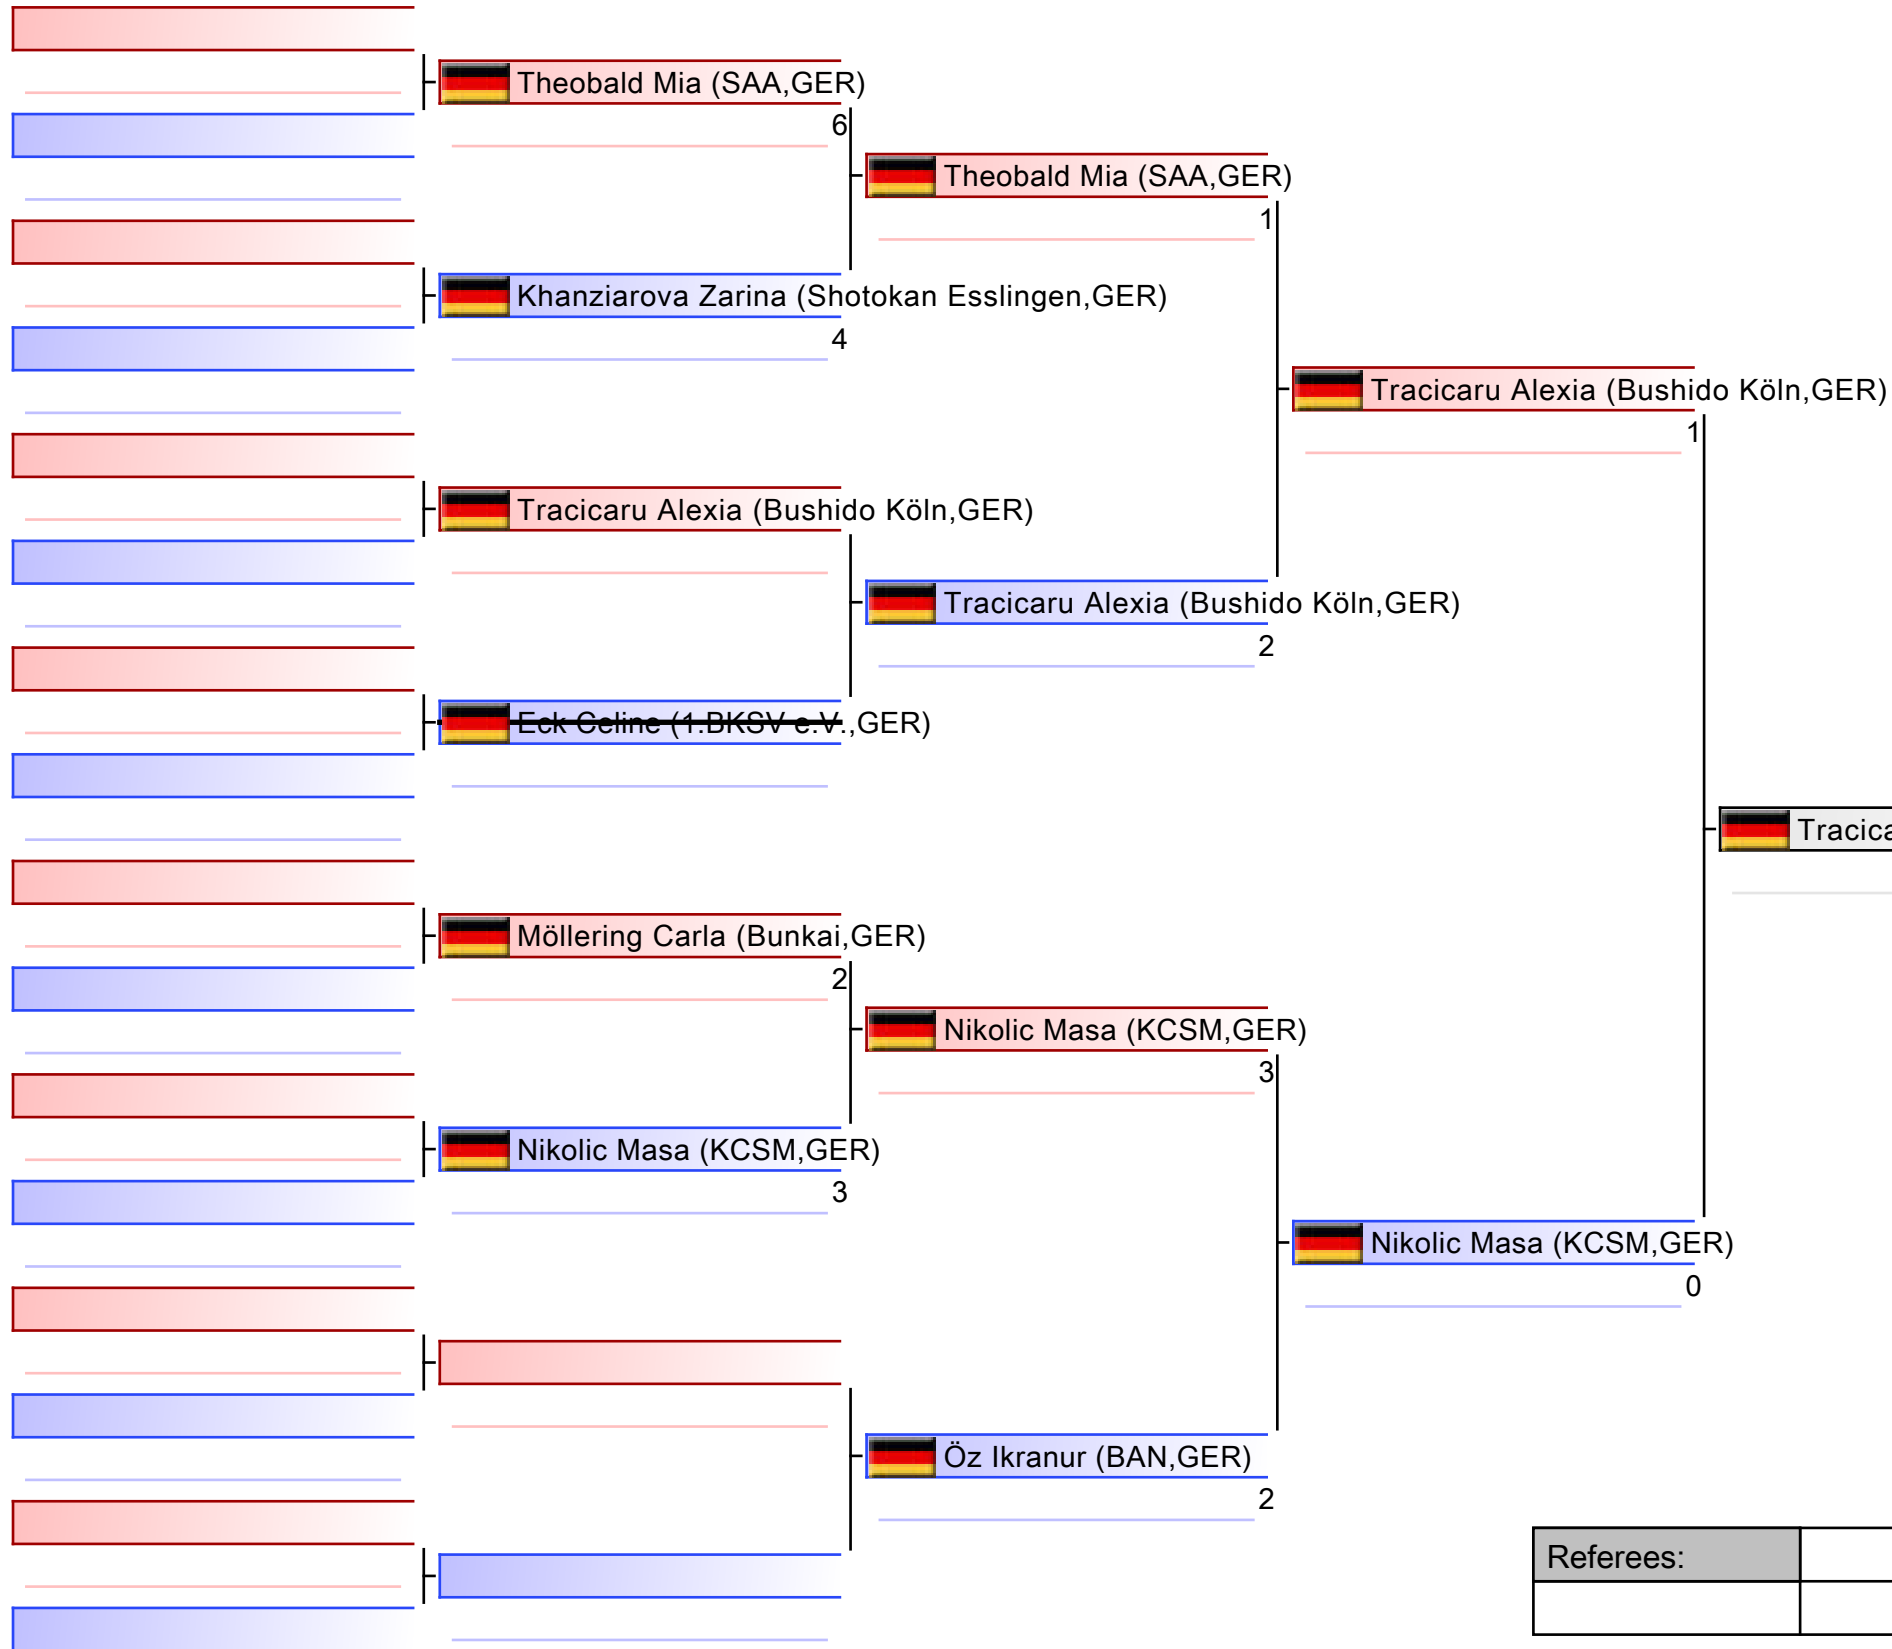 Theobald Mia (SAA,GER)
6
Khanziarova Zarina (Shotokan Esslingen,GER)
4
Tracicaru Alexia (Bushido Köln,GER)
Eck Celine (1.BKSV e.V.,GER)
Möllering Carla (Bunkai,GER)
2
Nikolic Masa (KCSM,GER)
3
Theobald Mia (SAA,GER)
1
Tracicaru Alexia (Bushido Köln,GER)
2
Nikolic Masa (KCSM,GER)
3
Öz Ikranur (BAN,GER)
2
Tracicaru Alexia (Bushido Köln,GER)
1
Nikolic Masa (KCSM,GER)
0
Referees: